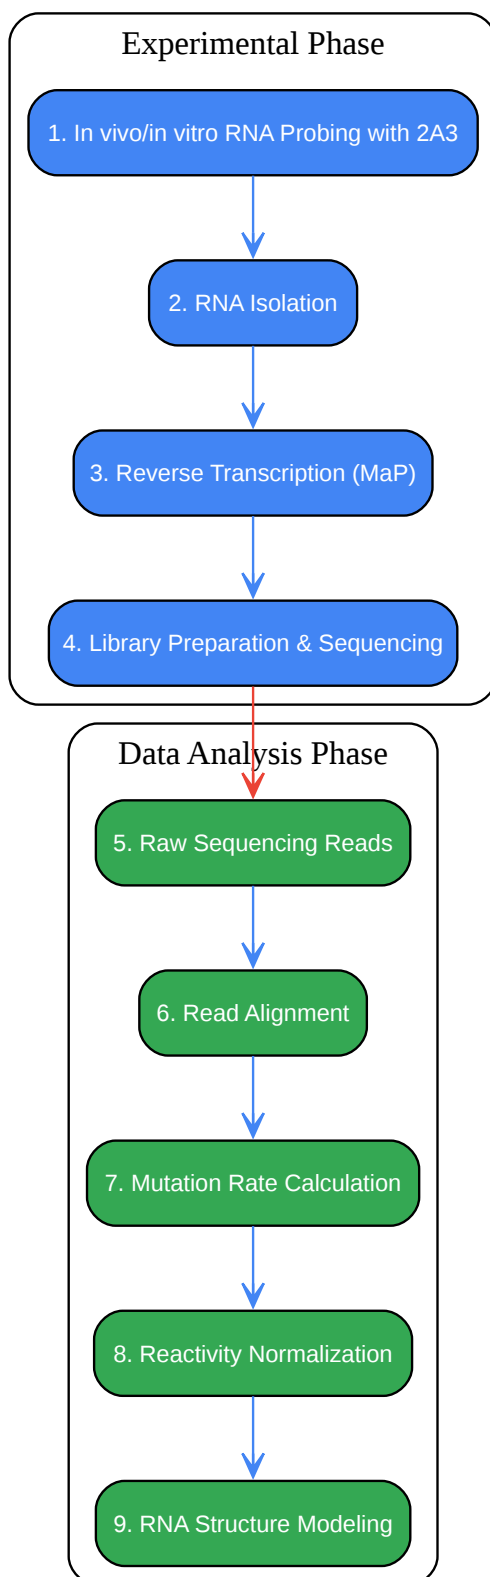 Experimental Phase
1. In vivo/in vitro RNA Probing with 2A3
2. RNA Isolation
3. Reverse Transcription (MaP)
4. Library Preparation & Sequencing
Data Analysis Phase
5. Raw Sequencing Reads
6. Read Alignment
7. Mutation Rate Calculation
8. Reactivity Normalization
9. RNA Structure Modeling